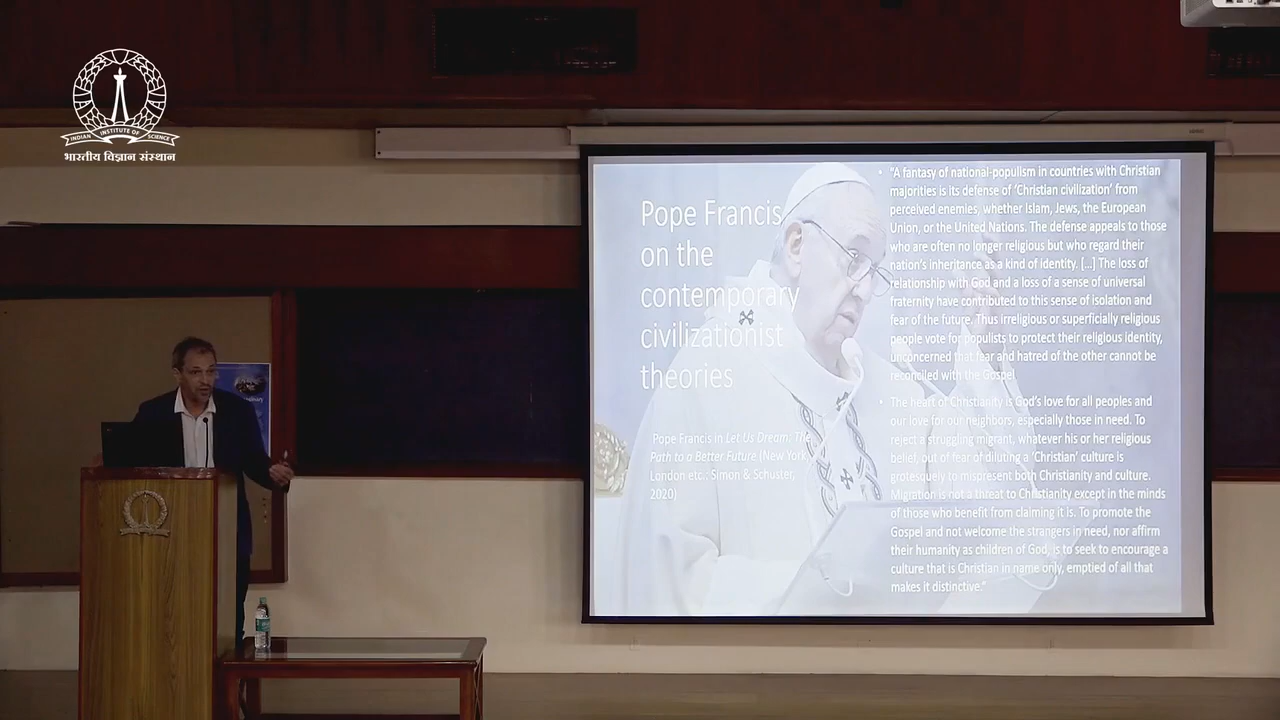 INDIAN INSTITUTE OF SCIENCE
भारतीय विज्ञान संस्थान
Pope Francis
on the
contemporary
civilizationist
theories
Pope Francis in Let Us Dream: The
Path to a Better Future (New York,
London etc.: Simon & Schuster,
2020)
• "A fantasy of national-populism in countries with Christian
majorities is its defense of 'Christian civilization' from
perceived enemies, whether Islam, Jews, the European
Union, or the United Nations. The defense appeals to those
who are often no longer religious but who regard their
nation's inheritance as a kind of identity. [...] The loss of
relationship with God and a loss of a sense of universal
fraternity have contributed to this sense of isolation and
fear of the future. Thus irreligious or superficially religious
people vote for populists to protect their religious identity,
unconcerned that fear and hatred of the other cannot be
reconciled with the Gospel
• The heart of Christianity is God's love for all peoples and
our love for our neighbors, especially those in need. To
reject a struggling migrant, whatever his or her religious
belief, out of fear of diluting a 'Christian' culture is
grotesquely to mispresent both Christianity and culture.
Migration is not a threat to Christianity except in the minds
of those who benefit from claiming it is. To promote the
Gospel and not welcome the strangers in need, nor affirm
their humanity as children of God, is to seek to encourage a
culture that is Christian in name only, emptied of all that
makes it distinctive."